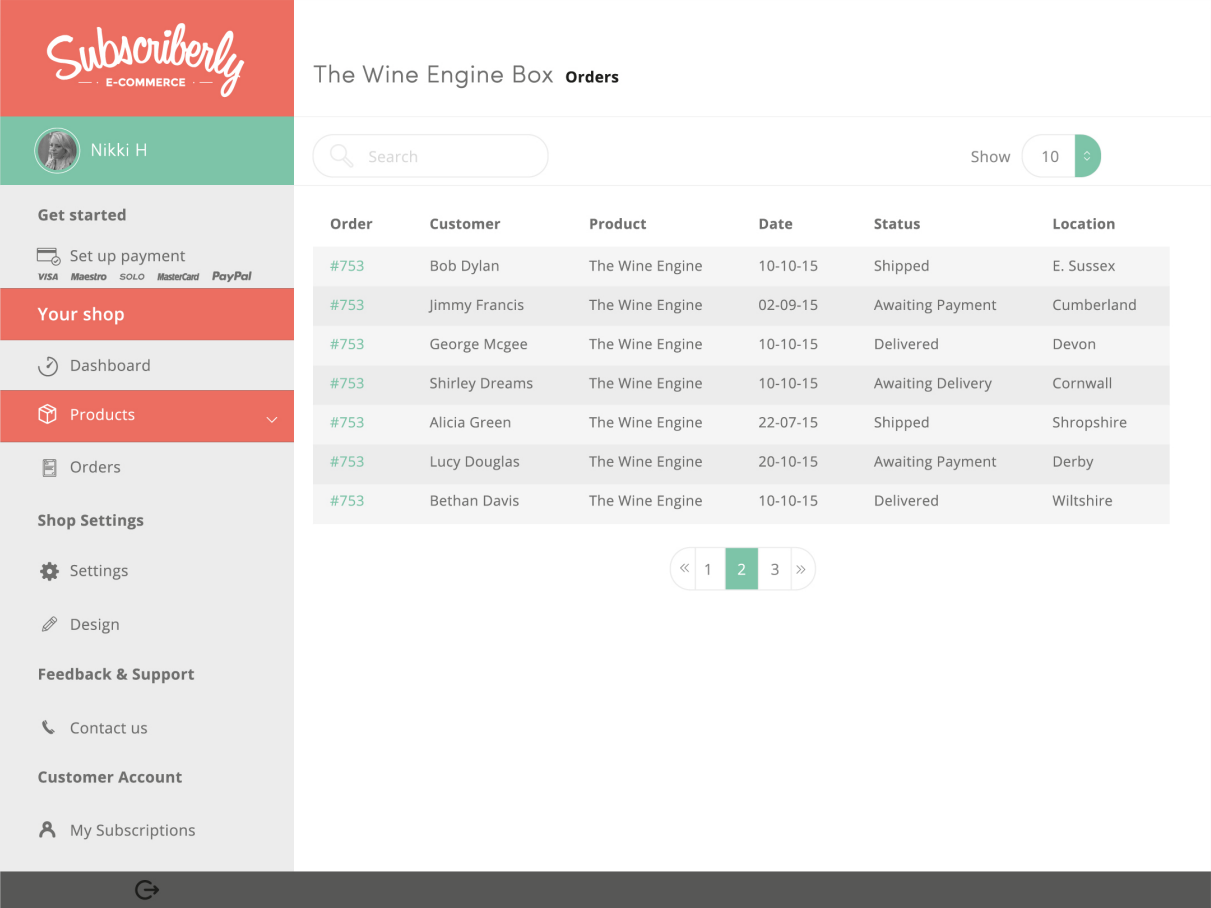 Subscriberly
E-COMMERCE
Nikki H
Get started
Set up payment
VISA Maestro SOLO MasterCard PayPal
Your shop
Dashboard
Products
Orders
Shop Settings
Settings
Design
Feedback & Support
Contact us
Customer Account
My Subscriptions
The Wine Engine Box Orders
Search
Show 10
Order Customer Product Date Status Location
#753 Bob Dylan The Wine Engine 10-10-15 Shipped E. Sussex
#753 Jimmy Francis The Wine Engine 02-09-15 Awaiting Payment Cumberland
#753 George Mcgee The Wine Engine 10-10-15 Delivered Devon
#753 Shirley Dreams The Wine Engine 10-10-15 Awaiting Delivery Cornwall
#753 Alicia Green The Wine Engine 22-07-15 Shipped Shropshire
#753 Lucy Douglas The Wine Engine 20-10-15 Awaiting Payment Derby
#753 Bethan Davis The Wine Engine 10-10-15 Delivered Wiltshire
« 1 2 3 »